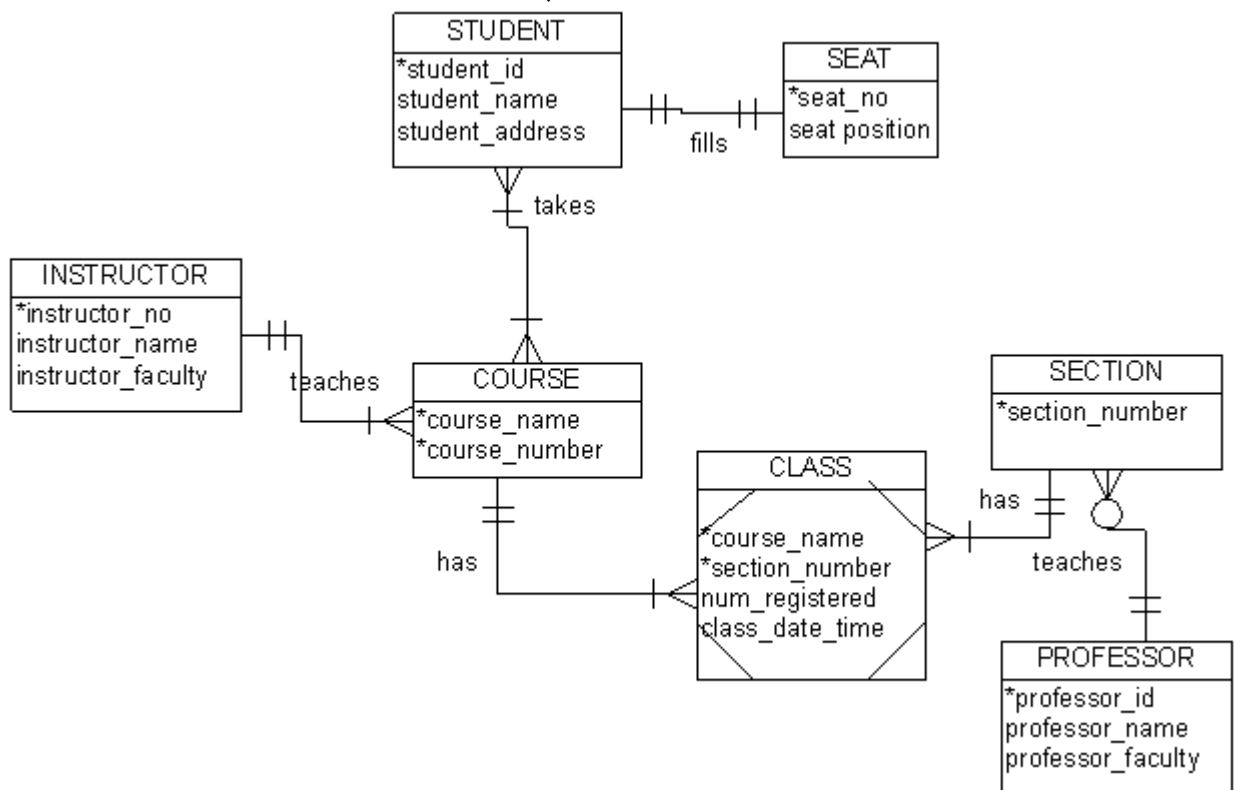 STUDENT
*student_id
student_name
student_address
SEAT
*seat_no
seat position
fills
takes
INSTRUCTOR
*instructor_no
instructor_name
instructor_faculty
teaches
COURSE
*course_name
*course_number
SECTION
*section_number
CLASS
*course_name
*section_number
num_registered
class_date_time
has
has
teaches
PROFESSOR
*professor_id
professor_name
professor_faculty